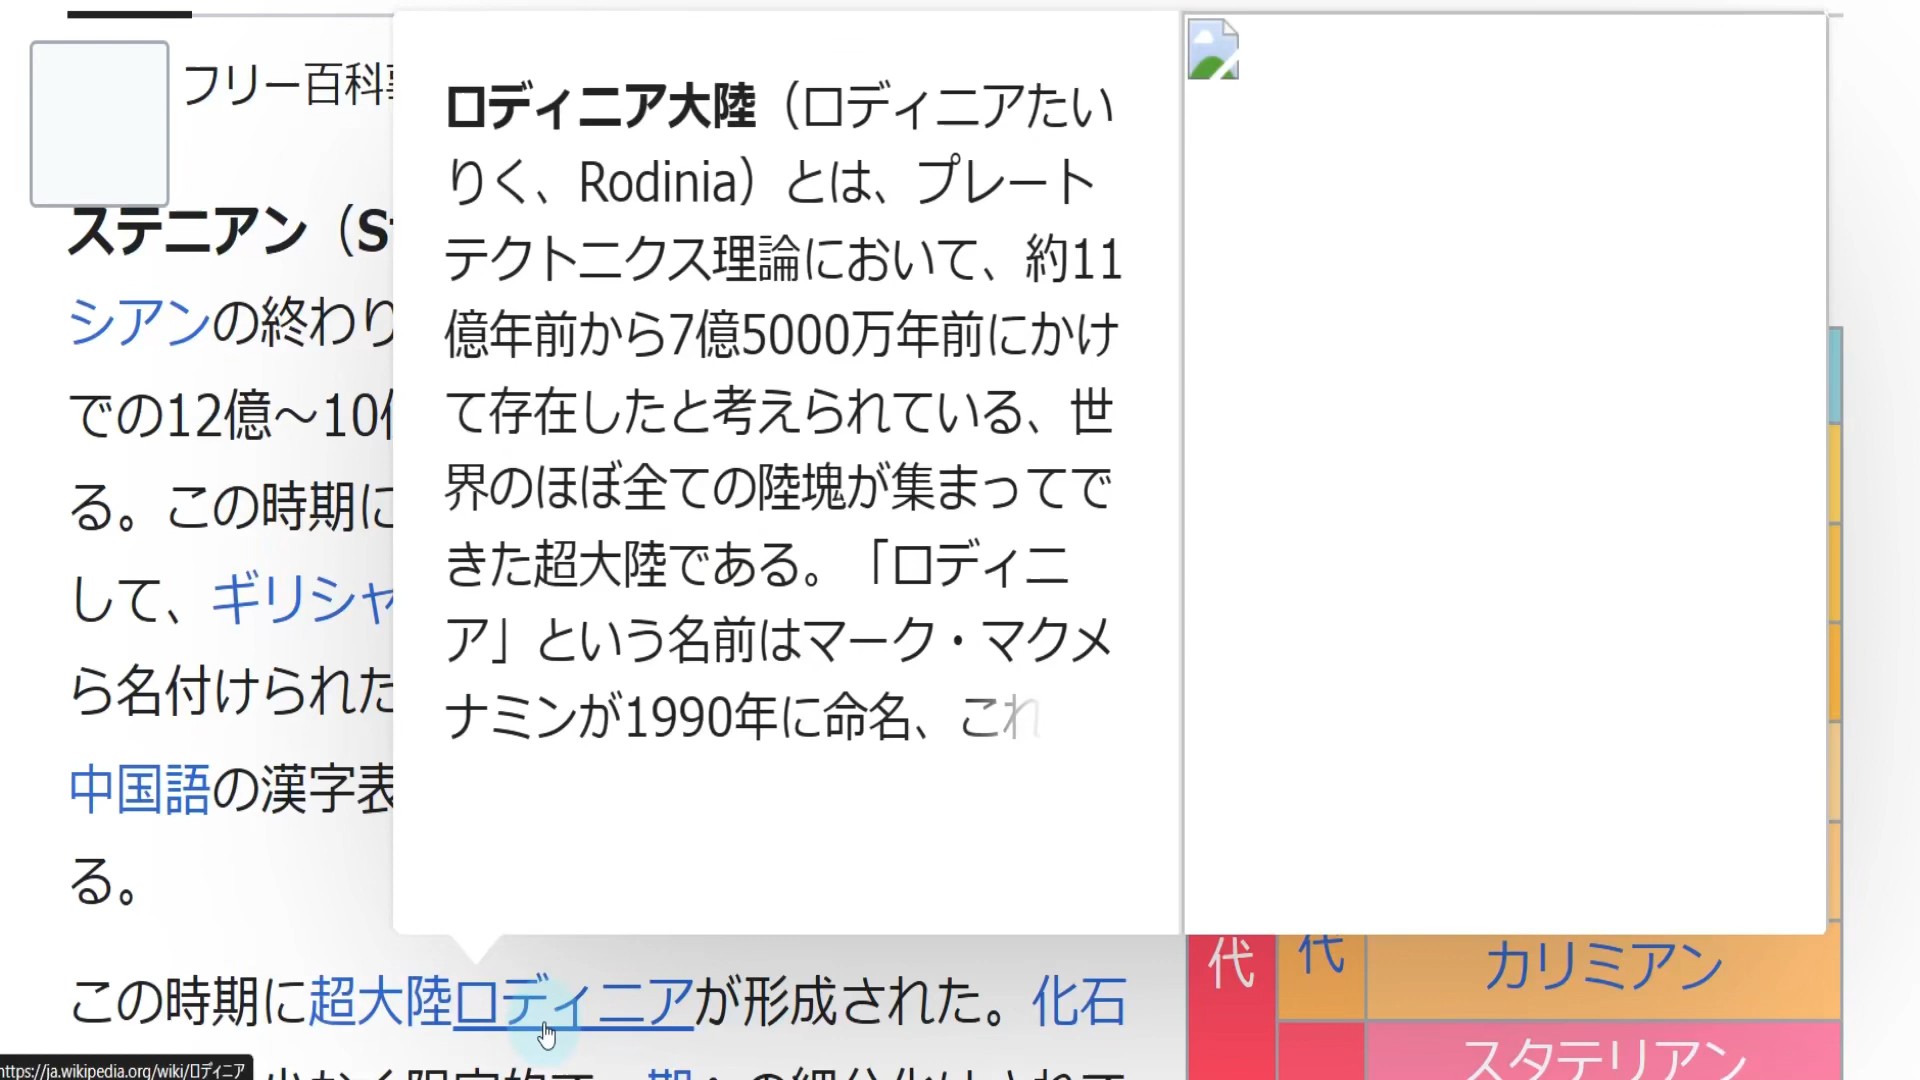 フリー百科
ロディニア大陸（ロディニアたい
りく、Rodinia）とは、プレート
テクトニクス理論において、約11
億年前から7億5000万年前にかけ
て存在したと考えられている、世
界のほぼ全ての陸塊が集まってで
きた超大陸である。「ロディニ
ア」という名前はマーク・マクメ
ナミンが1990年に命名、これ
ステニアン（S
シアンの終わり
での12億～10
る。この時期に
して、ギリシャ
ら名付けられた
中国語の漢字表
る。
この時期に超大陸ロディニアが形成された。化石
https://ja.wikipedia.org/wiki/ロディニア
代
代
カリミアン
スタテリアン